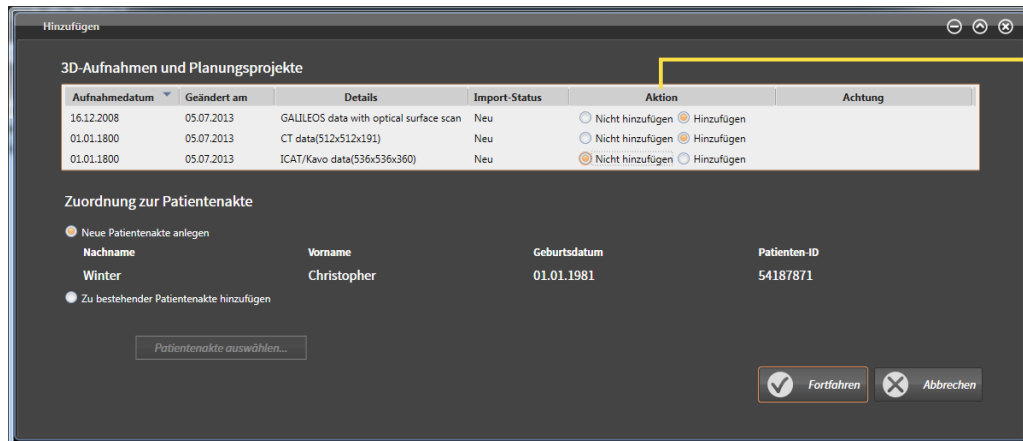 Hinzufügen
3D-Aufnahmen und Planungsprojekte
Aufnahmedatum Geändert am Details Import-Status Aktion Achtung
16.12.2008 05.07.2013 GALILEOS data with optical surface scan Neu Nicht hinzufügen Hinzufügen
01.01.1800 05.07.2013 CT data(512x512x191) Neu Nicht hinzufügen Hinzufügen
01.01.1800 05.07.2013 ICAT/Kavo data(536x536x360) Neu Nicht hinzufügen Hinzufügen
Zuordnung zur Patientenakte
Neue Patientenakte anlegen
Nachname Vorname Geburtsdatum Patienten-ID
Winter Christopher 01.01.1981 54187871
Zu bestehender Patientenakte hinzufügen
Patientenakte auswählen...
Fortfahren Abbrechen